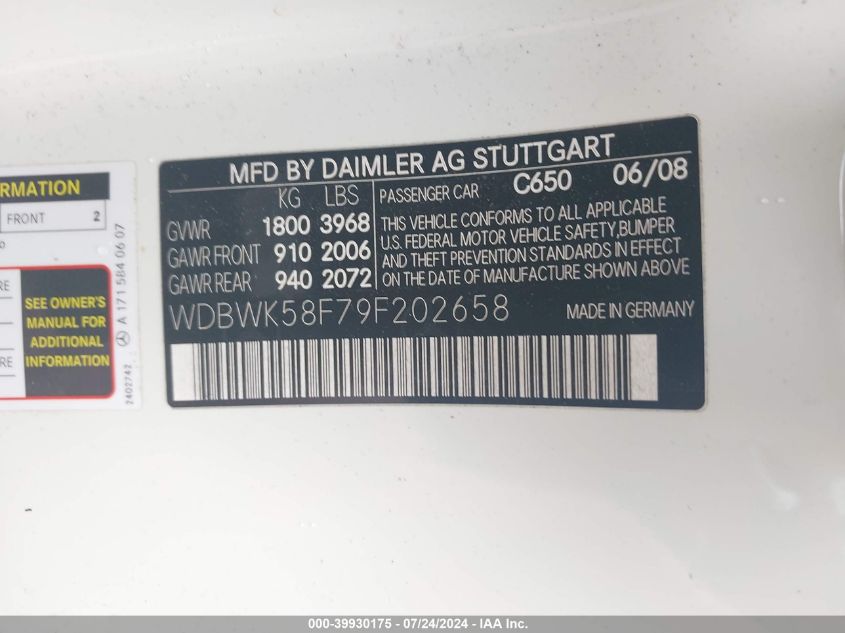 MFD BY DAIMLER AG STUTTGART
KG LBS
GVWR 1800 3968
GAWR FRONT 910 2006
GAWR REAR 940 2072
PASSENGER CAR C650 06/08
THIS VEHICLE CONFORMS TO ALL APPLICABLE
U.S. FEDERAL MOTOR VEHICLE SAFETY,BUMPER
AND THEFT PREVENTION STANDARDS IN EFFECT
ON THE DATE OF MANUFACTURE SHOWN ABOVE
WDBWK58F79F202658 MADE IN GERMANY
FRONT 2
SEE OWNER'S
MANUAL FOR
ADDITIONAL
INFORMATION
A 171 584 06 07
2402742
000-39930175 - 07/24/2024 - IAA Inc.